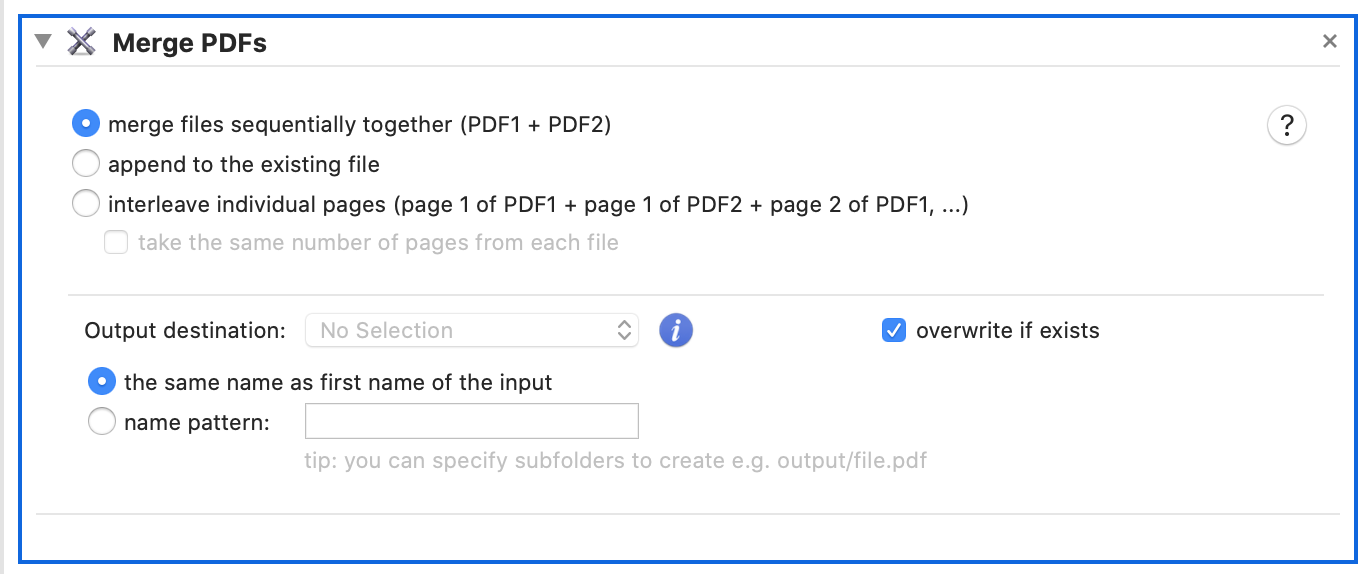 Merge PDFs
merge files sequentially together (PDF1 + PDF2)
?
append to the existing file
interleave individual pages (page 1 of PDF1 + page 1 of PDF2 + page 2 of PDF1, ...)
take the same number of pages from each file
Output destination: No Selection i overwrite if exists
the same name as first name of the input
name pattern:
tip: you can specify subfolders to create e.g. output/file.pdf